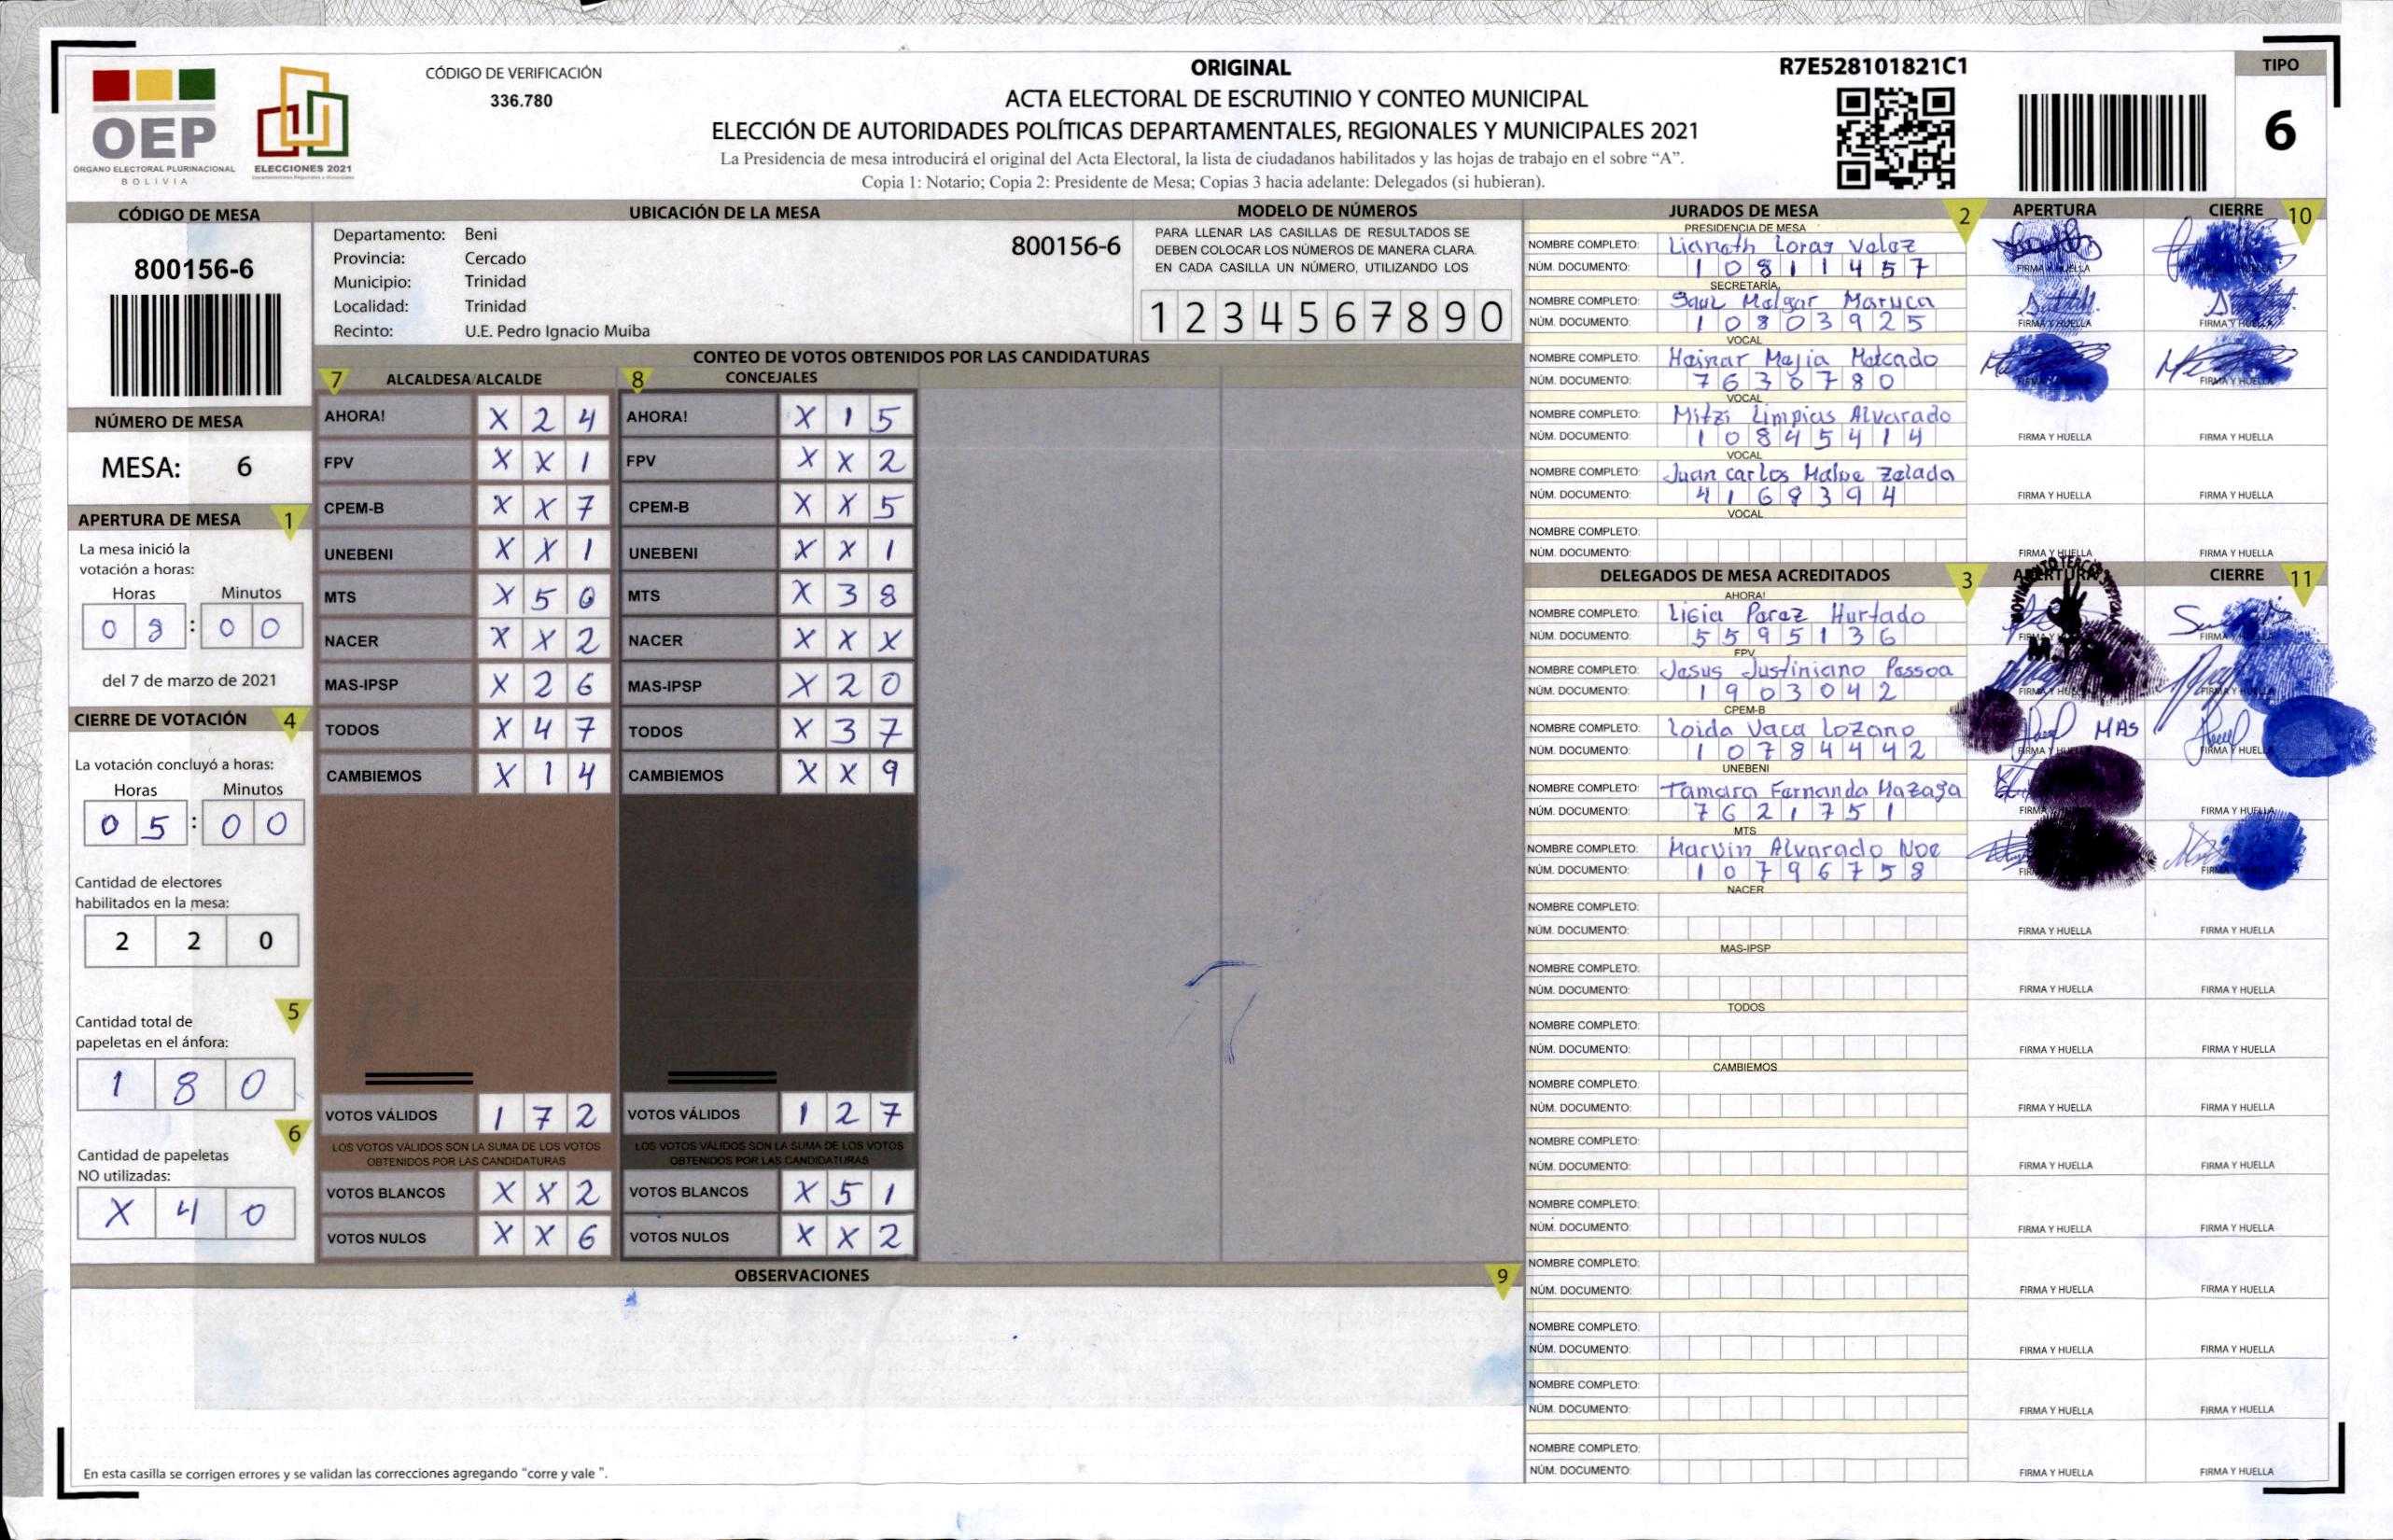 ORIGINAL
R7E528101821C1
TIPO
6
OEP
ÓRGANO ELECTORAL PLURINACIONAL
BOLIVIA
ELECCIONES 2021
CÓDIGO DE VERIFICACIÓN
336.780
ACTA ELECTORAL DE ESCRUTINIO Y CONTEO MUNICIPAL
ELECCIÓN DE AUTORIDADES POLÍTICAS DEPARTAMENTALES, REGIONALES Y MUNICIPALES 2021
La Presidencia de mesa introducirá el original del Acta Electoral, la lista de ciudadanos habilitados y las hojas de trabajo en el sobre “A”.
Copia 1: Notario; Copia 2: Presidente de Mesa; Copias 3 hacia adelante: Delegados (si hubieran).
CÓDIGO DE MESA
800156-6
NÚMERO DE MESA
MESA: 6
APERTURA DE MESA 1
La mesa inició la
votación a horas:
Horas Minutos
0 8 : 0 0
del 7 de marzo de 2021
CIERRE DE VOTACIÓN 4
La votación concluyó a horas:
Horas Minutos
0 5 : 0 0
Cantidad de electores
habilitados en la mesa:
2 2 0
5
Cantidad total de
papeletas en el ánfora:
1 8 0
6
Cantidad de papeletas
NO utilizadas:
X 4 0
UBICACIÓN DE LA MESA
Departamento: Beni
800156-6
Provincia: Cercado
Municipio: Trinidad
Localidad: Trinidad
Recinto: U.E. Pedro Ignacio Muiba
MODELO DE NÚMEROS
PARA LLENAR LAS CASILLAS DE RESULTADOS SE
DEBEN COLOCAR LOS NÚMEROS DE MANERA CLARA.
EN CADA CASILLA UN NÚMERO, UTILIZANDO LOS
1 2 3 4 5 6 7 8 9 0
CONTEO DE VOTOS OBTENIDOS POR LAS CANDIDATURAS
7 ALCALDESA/ALCALDE
AHORA! X 2 4
FPV X X 1
CPEM-B X X 7
UNEBENI X X 1
MTS X 5 0
NACER X X 2
MAS-IPSP X 2 6
TODOS X 4 7
CAMBIEMOS X 1 4
VOTOS VÁLIDOS 1 7 2
LOS VOTOS VÁLIDOS SON LA SUMA DE LOS VOTOS
OBTENIDOS POR LAS CANDIDATURAS
VOTOS BLANCOS X X 2
VOTOS NULOS X X 6
8 CONCEJALES
AHORA! X 1 5
FPV X X 2
CPEM-B X X 5
UNEBENI X X 1
MTS X 3 8
NACER X X X
MAS-IPSP X 2 0
TODOS X 3 7
CAMBIEMOS X X 9
VOTOS VÁLIDOS 1 2 7
LOS VOTOS VÁLIDOS SON LA SUMA DE LOS VOTOS
OBTENIDOS POR LAS CANDIDATURAS
VOTOS BLANCOS X 5 1
VOTOS NULOS X X 2
OBSERVACIONES 9
En esta casilla se corrigen errores y se validan las correcciones agregando “corre y vale ”.
JURADOS DE MESA 2 APERTURA CIERRE 10
PRESIDENCIA DE MESA
NOMBRE COMPLETO: Lisneth Loras Velez
NÚM. DOCUMENTO: 1 0 8 1 1 4 5 7
FIRMA Y HUELLA
SECRETARÍA
NOMBRE COMPLETO: Saul Melgar Maruca
NÚM. DOCUMENTO: 1 0 8 0 3 9 2 5
FIRMA Y HUELLA FIRMA Y HUELLA
VOCAL
NOMBRE COMPLETO: Heinar Mejia Mercado
NÚM. DOCUMENTO: 7 6 3 0 7 8 0
FIRMA Y HUELLA FIRMA Y HUELLA
VOCAL
NOMBRE COMPLETO: Mitzi Limpias Alvarado
NÚM. DOCUMENTO: 1 0 8 4 5 4 1 4
FIRMA Y HUELLA FIRMA Y HUELLA
VOCAL
NOMBRE COMPLETO: Juan carlos Malue Zelada
NÚM. DOCUMENTO: 4 1 6 8 3 9 4
FIRMA Y HUELLA FIRMA Y HUELLA
VOCAL
NOMBRE COMPLETO:
NÚM. DOCUMENTO:
FIRMA Y HUELLA FIRMA Y HUELLA
DELEGADOS DE MESA ACREDITADOS 3 APERTURA CIERRE 11
AHORA!
NOMBRE COMPLETO: Ligia Perez Hurtado
NÚM. DOCUMENTO: 5 5 9 5 1 3 6
FPV
NOMBRE COMPLETO: Jesus Justiniano Pessoa
NÚM. DOCUMENTO: 1 9 0 3 0 4 2
CPEM-B
NOMBRE COMPLETO: Loida Vaca Lozano
MAS
NÚM. DOCUMENTO: 1 0 7 8 4 4 4 2
FIRMA Y HUELLA
UNEBENI
NOMBRE COMPLETO: Tamara Fernanda Mazaga
NÚM. DOCUMENTO: 7 6 2 1 7 5 1
FIRMA Y HUELLA
MTS
NOMBRE COMPLETO: Marvin Alvarado Noe
NÚM. DOCUMENTO: 1 0 7 9 6 7 5 8
NACER
NOMBRE COMPLETO:
NÚM. DOCUMENTO:
FIRMA Y HUELLA FIRMA Y HUELLA
MAS-IPSP
NOMBRE COMPLETO:
NÚM. DOCUMENTO:
FIRMA Y HUELLA FIRMA Y HUELLA
TODOS
NOMBRE COMPLETO:
NÚM. DOCUMENTO:
FIRMA Y HUELLA FIRMA Y HUELLA
CAMBIEMOS
NOMBRE COMPLETO:
NÚM. DOCUMENTO:
FIRMA Y HUELLA FIRMA Y HUELLA
NOMBRE COMPLETO:
NÚM. DOCUMENTO:
FIRMA Y HUELLA FIRMA Y HUELLA
NOMBRE COMPLETO:
NÚM. DOCUMENTO:
FIRMA Y HUELLA FIRMA Y HUELLA
NOMBRE COMPLETO:
NÚM. DOCUMENTO:
FIRMA Y HUELLA FIRMA Y HUELLA
NOMBRE COMPLETO:
NÚM. DOCUMENTO:
FIRMA Y HUELLA FIRMA Y HUELLA
NOMBRE COMPLETO:
NÚM. DOCUMENTO:
FIRMA Y HUELLA FIRMA Y HUELLA
NOMBRE COMPLETO:
NÚM. DOCUMENTO:
FIRMA Y HUELLA FIRMA Y HUELLA